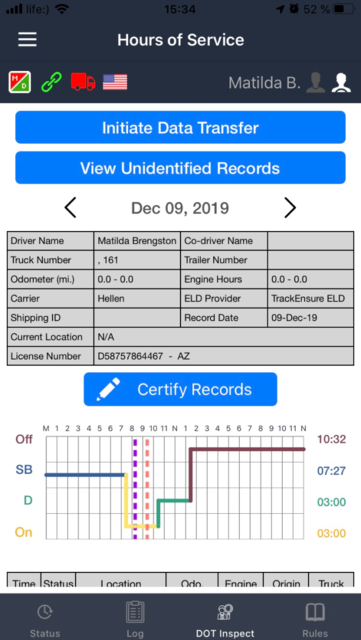 life:) 15:34 52 %
Hours of Service
H D Matilda B.
Initiate Data Transfer
View Unidentified Records
Dec 09, 2019
Driver Name Matilda Brengston Co-driver Name
Truck Number , 161 Trailer Number
Odometer (mi.) 0.0 - 0.0 Engine Hours 0.0 - 0.0
Carrier Hellen ELD Provider TrackEnsure ELD
Shipping ID Record Date 09-Dec-19
Current Location N/A
License Number D58757864467 - AZ
Certify Records
M 1 2 3 4 5 6 7 8 9 10 11 N 1 2 3 4 5 6 7 8 9 10 11 N
Off 10:32
SB 07:27
D 03:00
On 03:00
Time Status Location Odo. Engine Origin Truck
Status Log DOT Inspect Rules